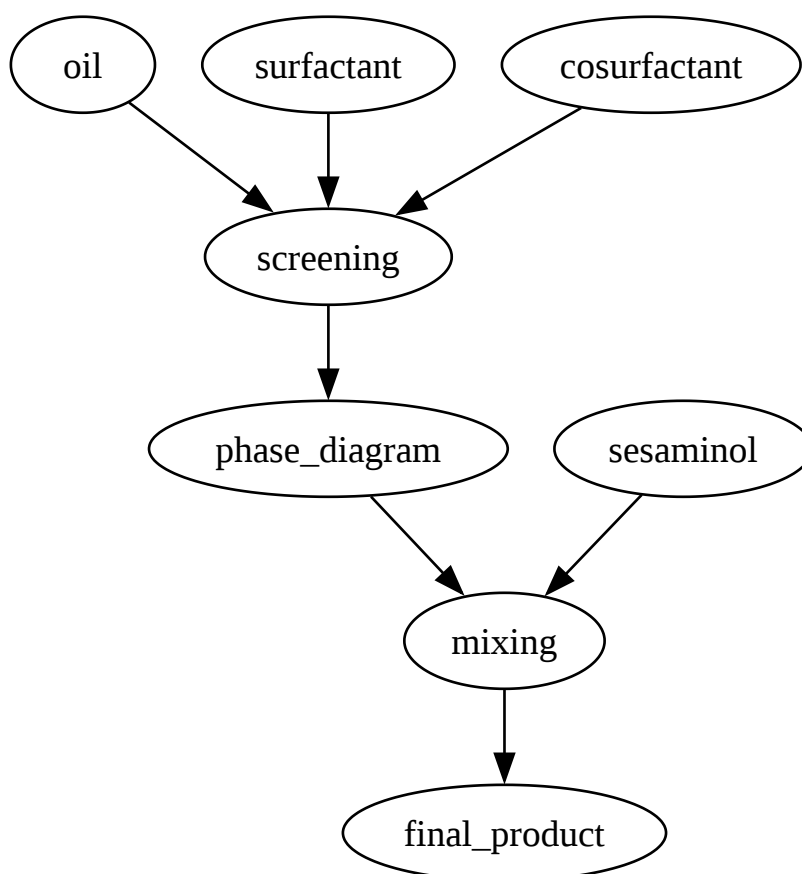 oil
surfactant
cosurfactant
screening
phase_diagram
sesaminol
mixing
final_product